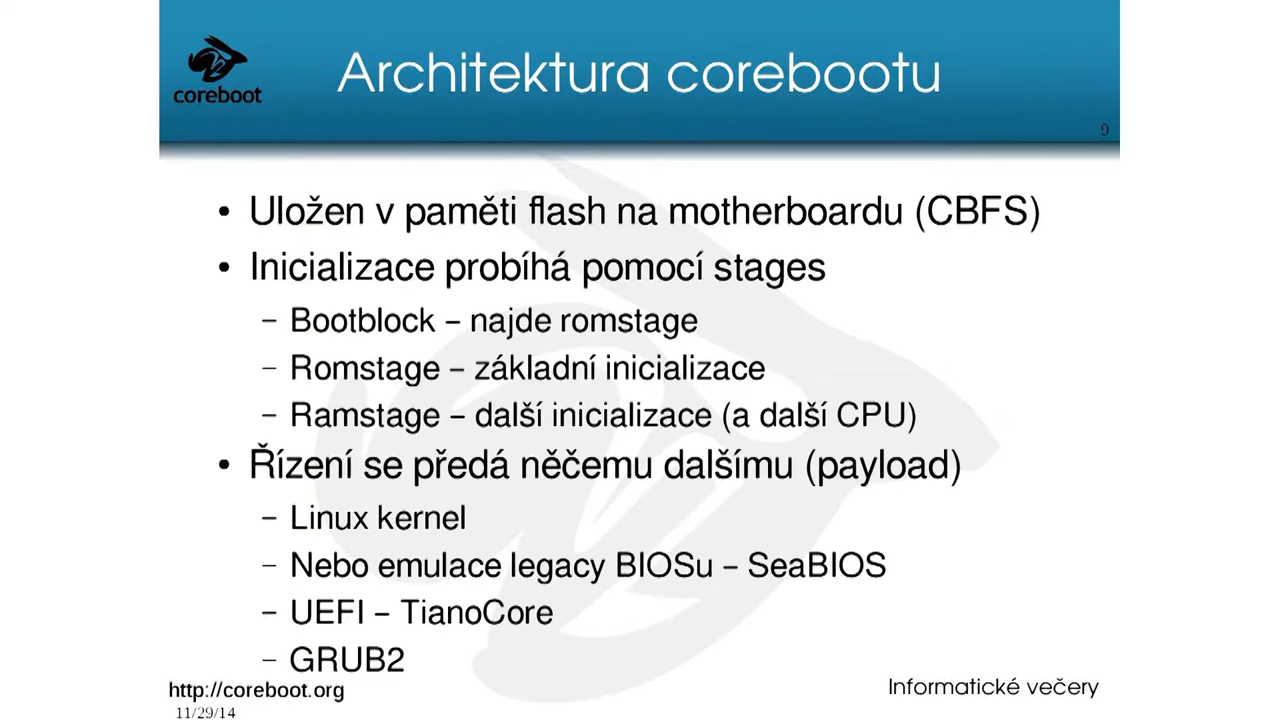 coreboot
Architektura corebootu
9
• Uložen v paměti flash na motherboardu (CBFS)
• Inicializace probíhá pomocí stages
– Bootblock – najde romstage
– Romstage – základní inicializace
– Ramstage – další inicializace (a další CPU)
• Řízení se předá něčemu dalšímu (payload)
– Linux kernel
– Nebo emulace legacy BIOSu – SeaBIOS
– UEFI – TianoCore
– GRUB2
http://coreboot.org
Informatické večery
11/29/14